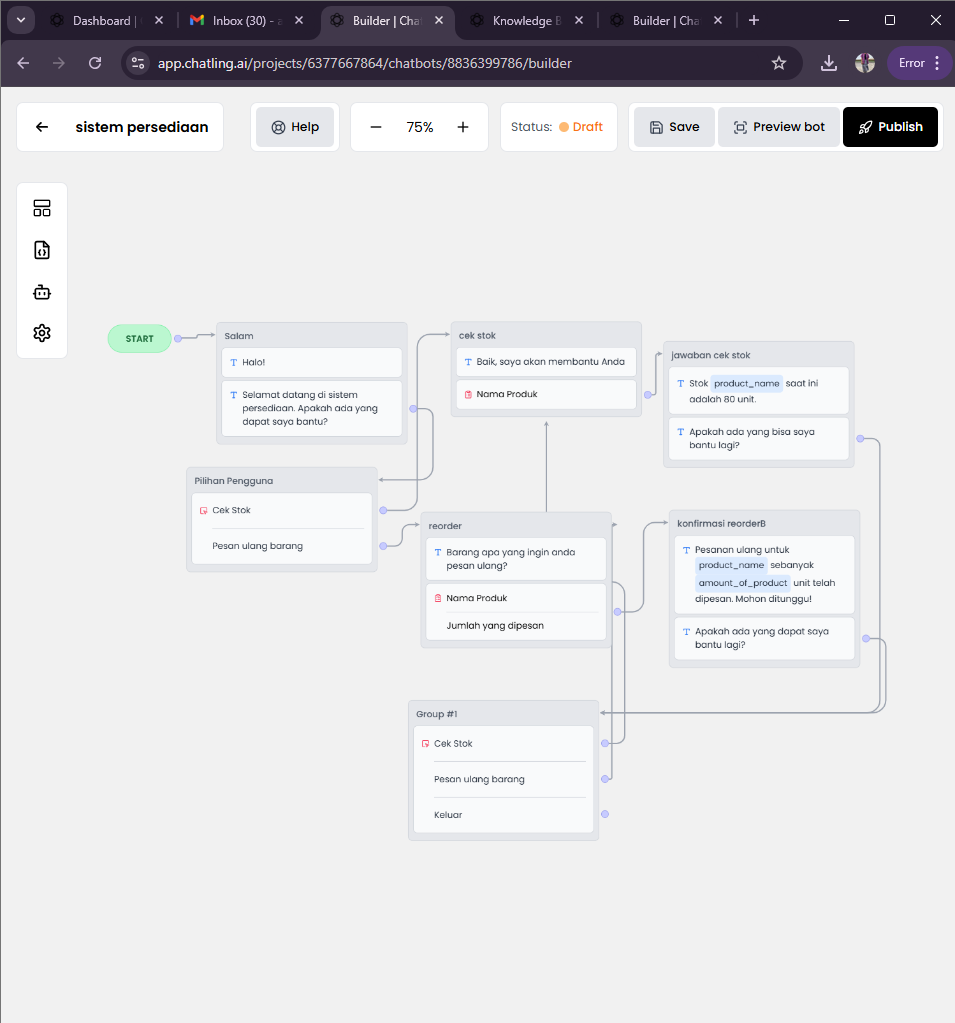 Dashboard |
Inbox (30) - a
Builder | Cha
Knowledge B
Builder | Cha
app.chatling.ai/projects/6377667864/chatbots/8836399786/builder
Error
sistem persediaan
Help
75%
Status: Draft
Save
Preview bot
Publish
START
Salam
Halo!
Selamat datang di sistem
persediaan. Apakah ada yang
dapat saya bantu?
cek stok
Baik, saya akan membantu Anda
Nama Produk
jawaban cek stok
Stok product_name saat ini
adalah 80 unit.
Apakah ada yang bisa saya
bantu lagi?
Pilihan Pengguna
Cek Stok
Pesan ulang barang
reorder
Barang apa yang ingin anda
pesan ulang?
Nama Produk
Jumlah yang dipesan
konfirmasi reorderB
Pesanan ulang untuk
product_name sebanyak
amount_of_product unit telah
dipesan. Mohon ditunggu!
Apakah ada yang dapat saya
bantu lagi?
Group #1
Cek Stok
Pesan ulang barang
Keluar